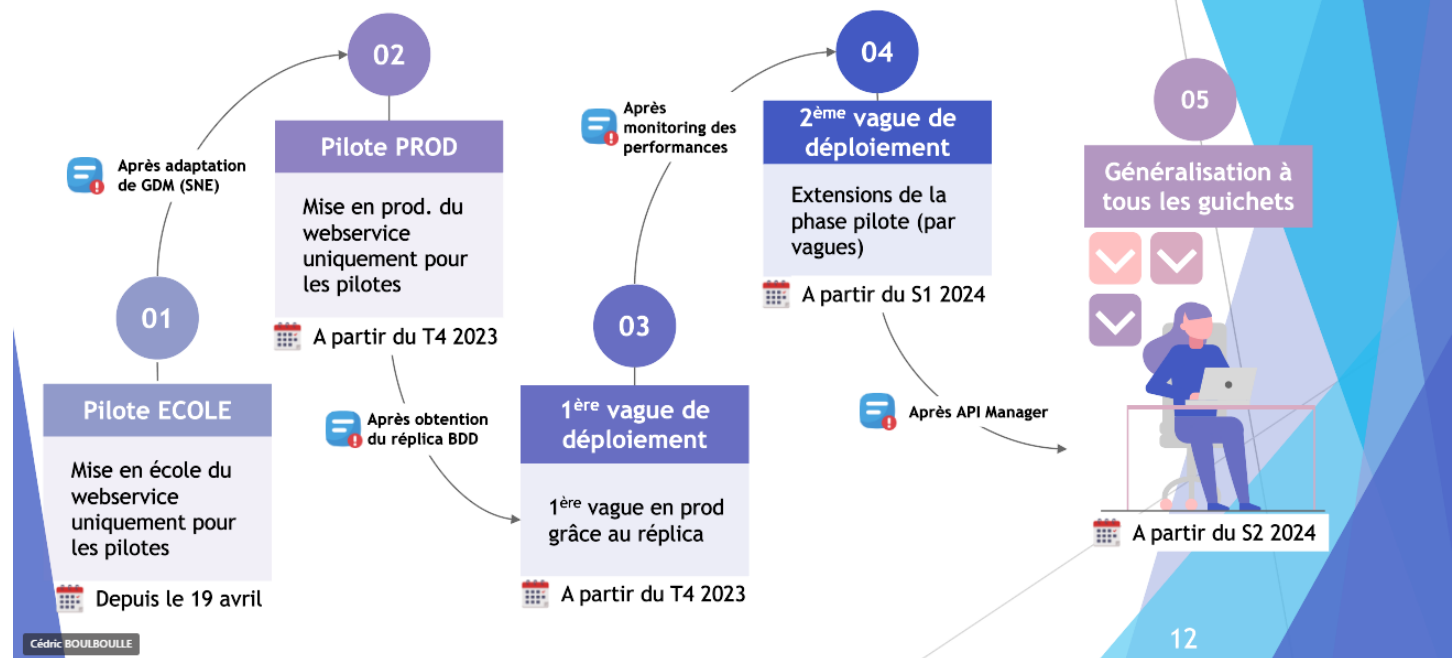 01
Pilote ECOLE
Mise en école du
webservice
uniquement pour
les pilotes
Depuis le 19 avril
Après adaptation
de GDM (SNE)
02
Pilote PROD
Mise en prod. du
webservice
uniquement pour
les pilotes
A partir du T4 2023
Après obtention
du réplica BDD
03
1ère vague de
déploiement
1ère vague en prod
grâce au réplica
A partir du T4 2023
Après
monitoring des
performances
04
2ème vague de
déploiement
Extensions de la
phase pilote (par
vagues)
A partir du S1 2024
Après API Manager
05
Généralisation à
tous les guichets
A partir du S2 2024
Cédric BOULBOULLE
12